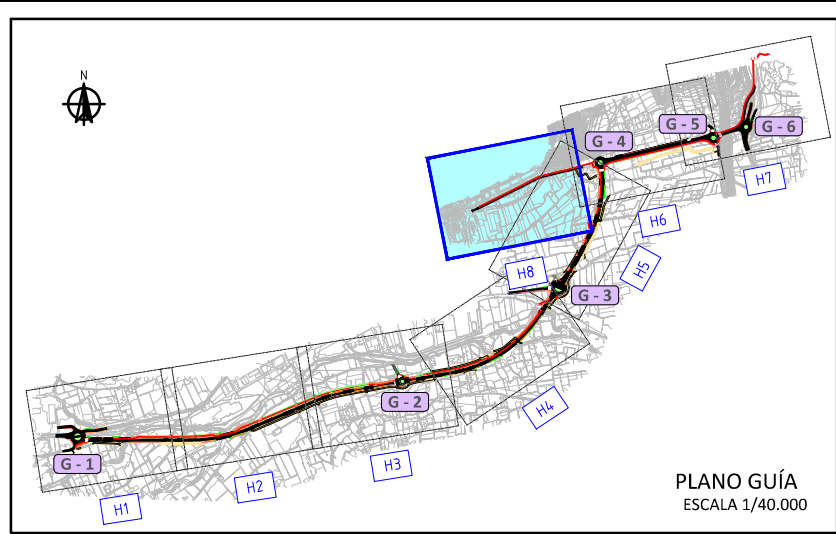 N
G - 4
G - 5
G - 6
H7
H6
H5
H8
G - 3
G - 2
H4
G - 1
H3
H2
H1
PLANO GUÍA
ESCALA 1/40.000